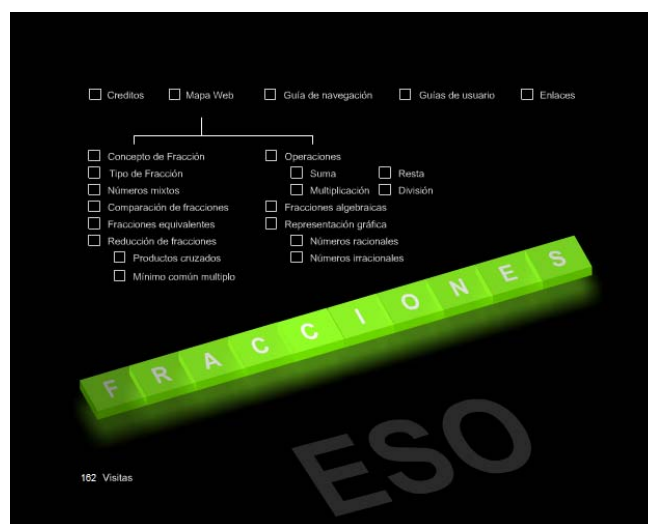 Creditos Mapa Web Guía de navegación Guías de usuario Enlaces
Concepto de Fracción
Tipo de Fracción
Números mixtos
Comparación de fracciones
Fracciones equivalentes
Reducción de fracciones
Productos cruzados
Mínimo común multiplo
Operaciones
Suma Resta
Multiplicación División
Fracciones algebraicas
Representación gráfica
Números racionales
Números irracionales
FRACCIONES
ESO
162 Visitas